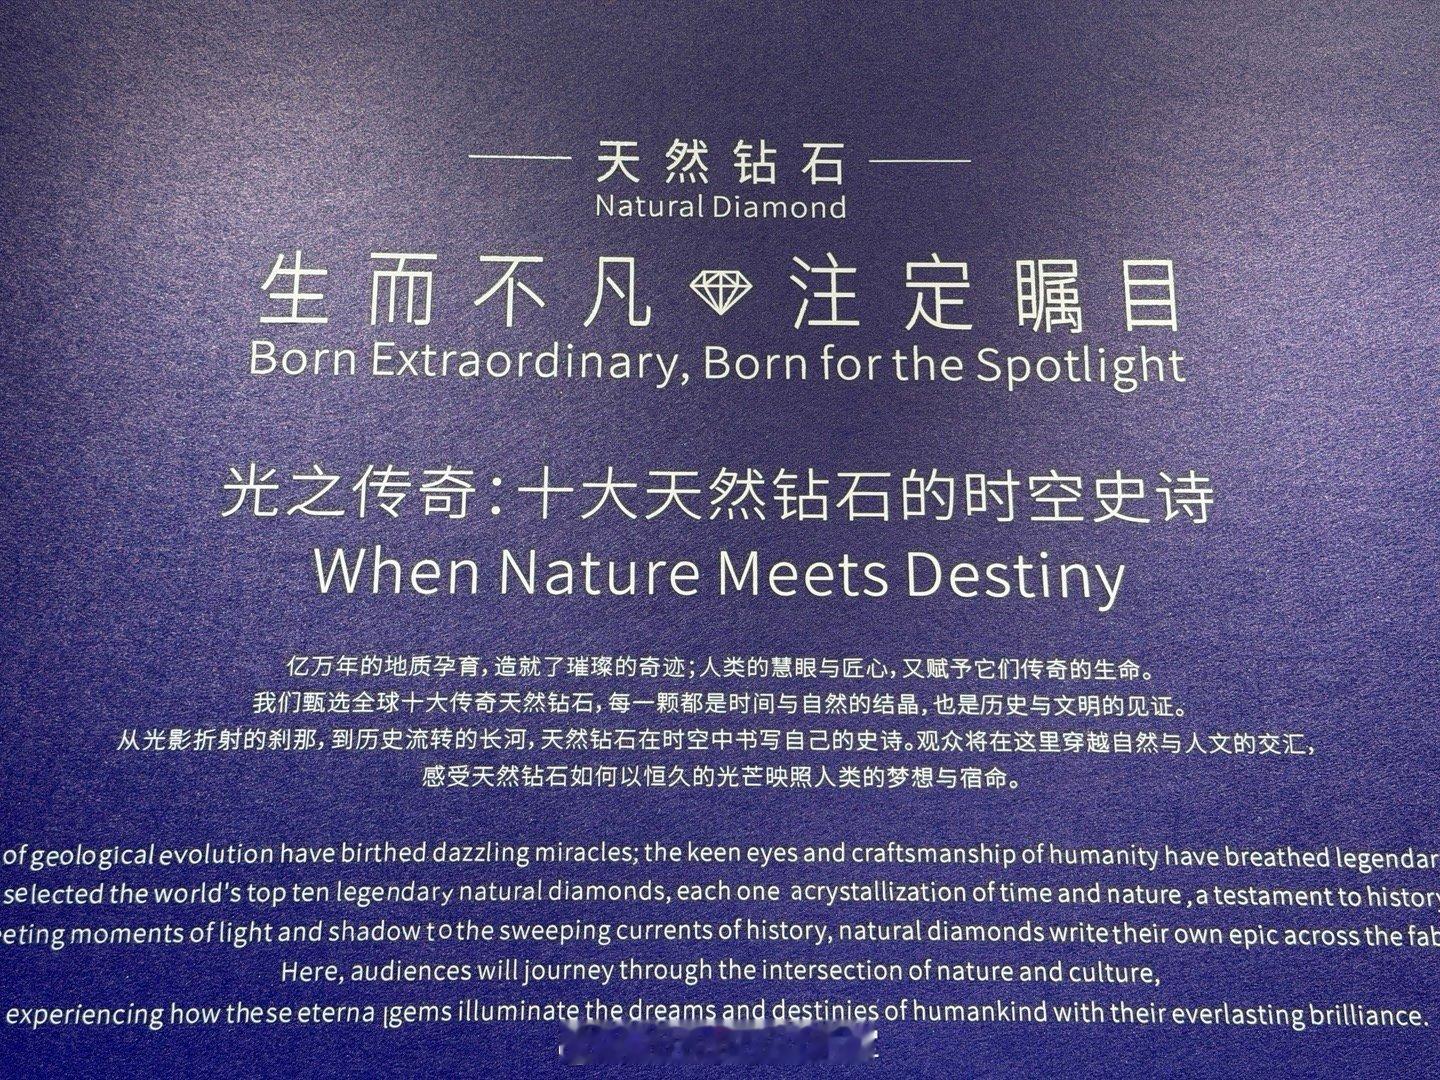 天然钻石
Natural Diamond
生而不凡 注定瞩目
Born Extraordinary, Born for the Spotlight
光之传奇：十大天然钻石的时空史诗
When Nature Meets Destiny
亿万年的地质孕育，造就了璀璨的奇迹；人类的慧眼与匠心，又赋予它们传奇的生命。
我们甄选全球十大传奇天然钻石，每一颗都是时间与自然的结晶，也是历史与文明的见证。
从光影折射的刹那，到历史流转的长河，天然钻石在时空中书写自己的史诗。观众将在这里穿越自然与人文的交汇，
感受天然钻石如何以恒久的光芒映照人类的梦想与宿命。
of geological evolution have birthed dazzling miracles; the keen eyes and craftsmanship of humanity have breathed legendar
selected the world's top ten legendary natural diamonds, each one acrystallization of time and nature ,a testament to history
eting moments of light and shadow to the sweeping currents of history, natural diamonds write their own epic across the fab
Here, audiences will journey through the intersection of nature and culture,
experiencing how these eterna lgems illuminate the dreams and destinies of humankind with their everlasting brilliance.